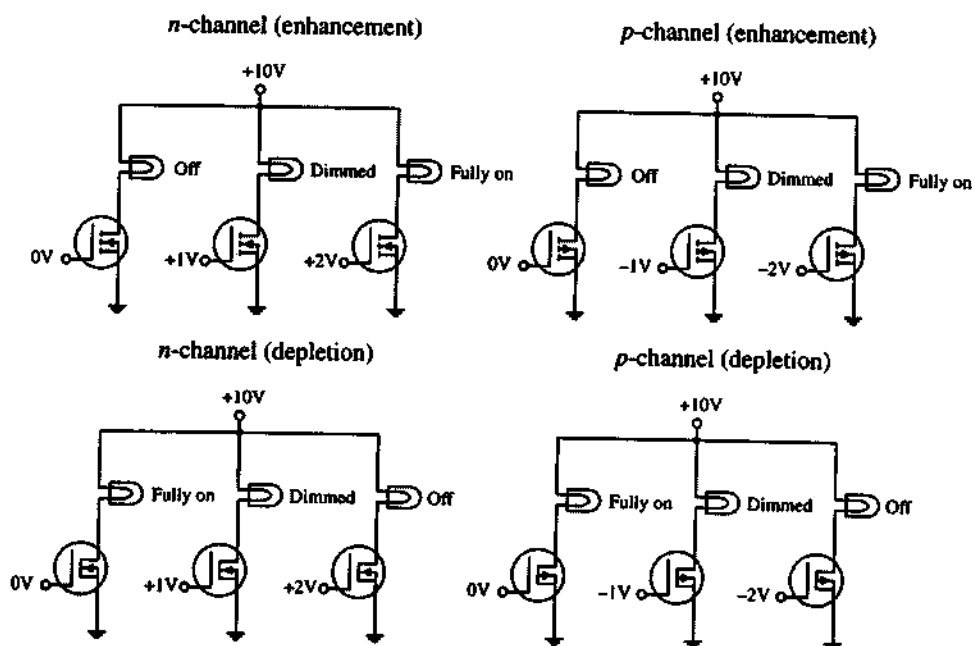 n-channel (enhancement)
+10V
Off
Dimmed
Fully on
0V
+1V
+2V
p-channel (enhancement)
+10V
Off
Dimmed
Fully on
0V
−1V
−2V
n-channel (depletion)
+10V
Fully on
Dimmed
Off
0V
+1V
+2V
p-channel (depletion)
+10V
Fully on
Dimmed
Off
0V
−1V
−2V